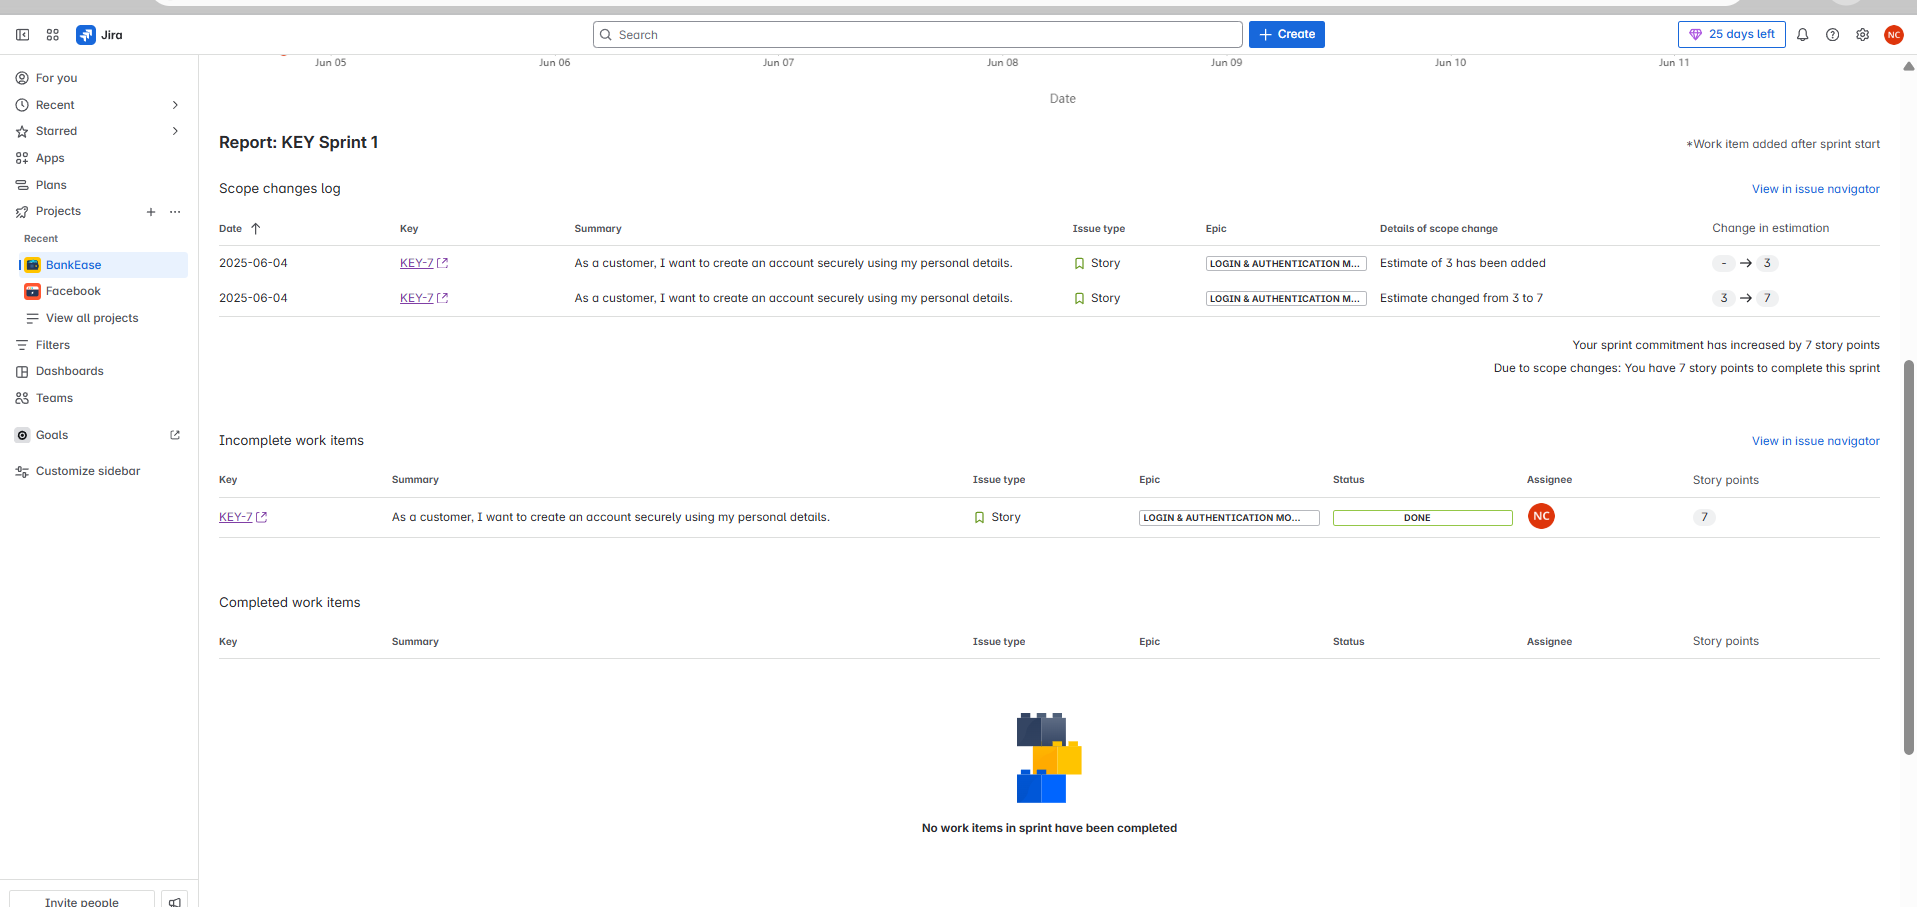 Jira
Search
Create
25 days left
NC
For you
Recent
Starred
Apps
Plans
Projects
Recent
BankEase
Facebook
View all projects
Filters
Dashboards
Teams
Goals
Customize sidebar
Invite people
Jun 05 Jun 06 Jun 07 Jun 08 Jun 09 Jun 10 Jun 11
Date
Report: KEY Sprint 1
*Work item added after sprint start
Scope changes log
View in issue navigator
Date Key Summary Issue type Epic Details of scope change Change in estimation
2025-06-04 KEY-7 As a customer, I want to create an account securely using my personal details. Story LOGIN & AUTHENTICATION M... Estimate of 3 has been added - → 3
2025-06-04 KEY-7 As a customer, I want to create an account securely using my personal details. Story LOGIN & AUTHENTICATION M... Estimate changed from 3 to 7 3 → 7
Your sprint commitment has increased by 7 story points
Due to scope changes: You have 7 story points to complete this sprint
Incomplete work items
View in issue navigator
Key Summary Issue type Epic Status Assignee Story points
KEY-7 As a customer, I want to create an account securely using my personal details. Story LOGIN & AUTHENTICATION MO... DONE NC 7
Completed work items
Key Summary Issue type Epic Status Assignee Story points
No work items in sprint have been completed